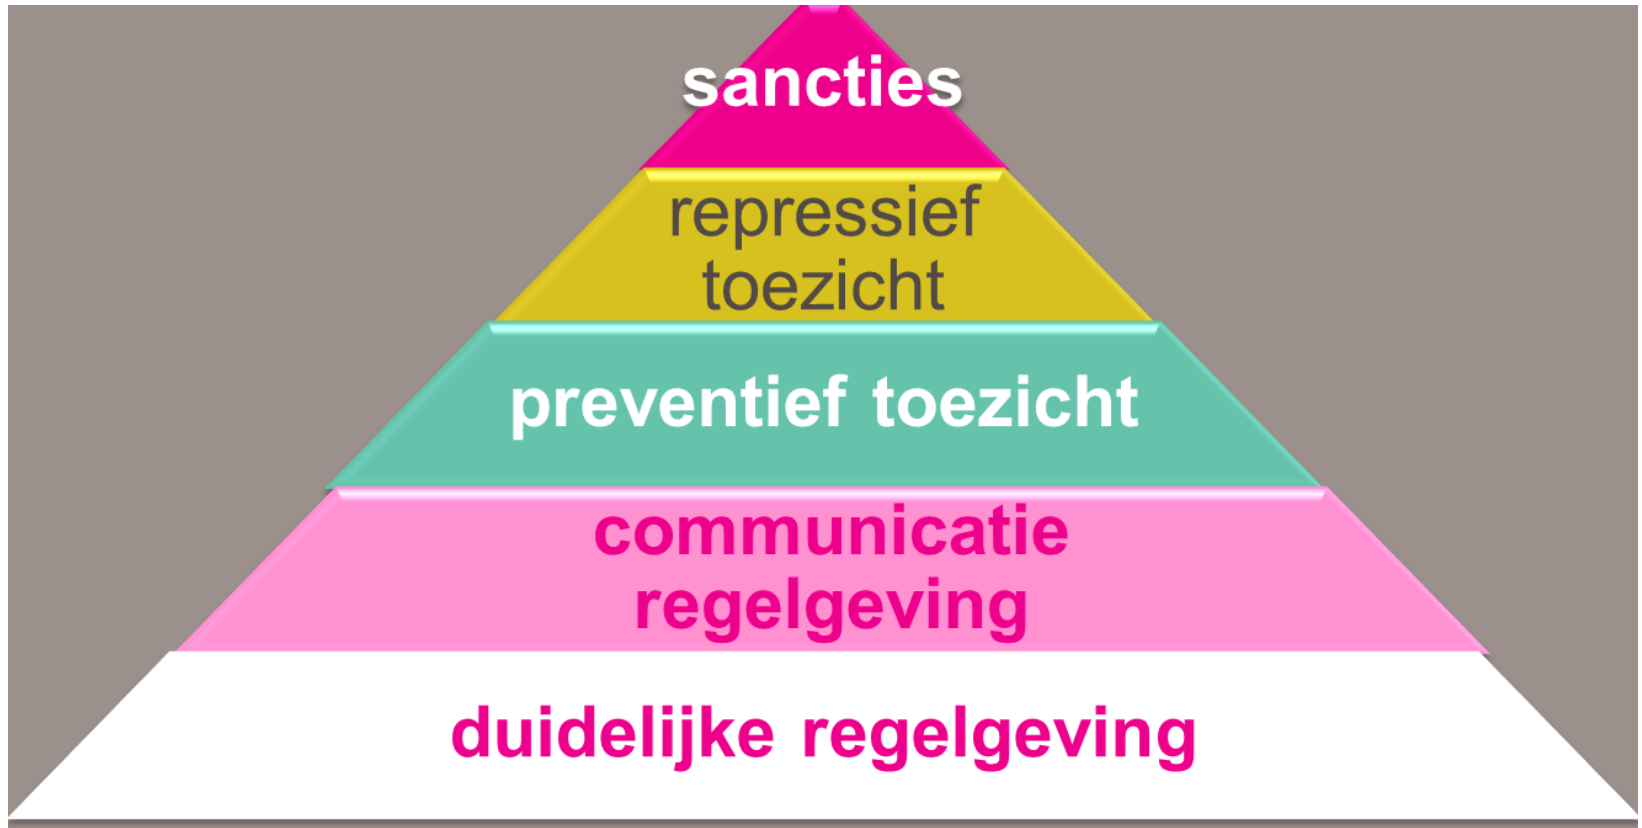 sancties
repressief
toezicht
preventief toezicht
communicatie
regelgeving
duidelijke regelgeving